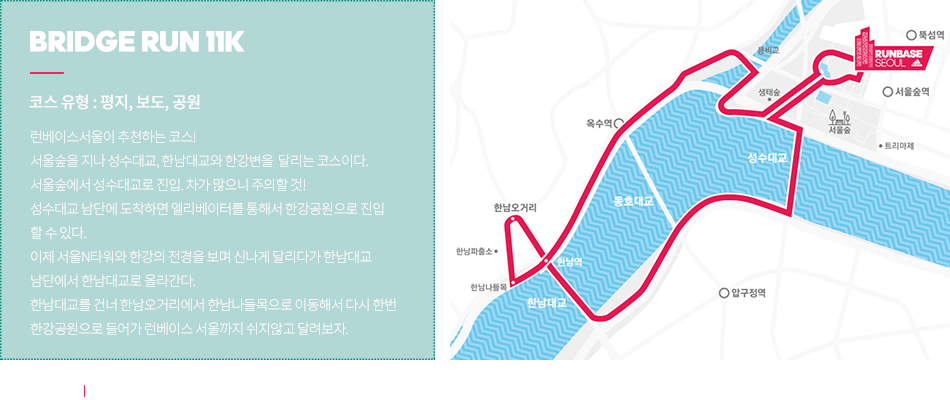 BRIDGE RUN 11K
코스 유형 : 평지, 보도, 공원
런베이스서울이 추천하는 코스!
서울숲을 지나 성수대교, 한남대교와 한강변을 달리는 코스이다.
서울숲에서 성수대교로 진입. 차가 많으니 주의할 것!
성수대교 남단에 도착하면 엘리베이터를 통해서 한강공원으로 진입
할 수 있다.
이제 서울N타워와 한강의 전경을 보며 신나게 달리다가 한남대교
남단에서 한남대교로 올라간다.
한남대교를 건너 한남오거리에서 한남나들목으로 이동해서 다시 한번
한강공원으로 들어가 런베이스 서울까지 쉬지않고 달려보자.
뚝섬역
RUNBASE
SEOUL
adidas
용비교
생태숲
서울숲역
옥수역
서울숲
트리마제
성수대교
동호대교
한남오거리
한남파출소
한남역
한남나들목
한남대교
압구정역